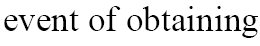 event of obtaining